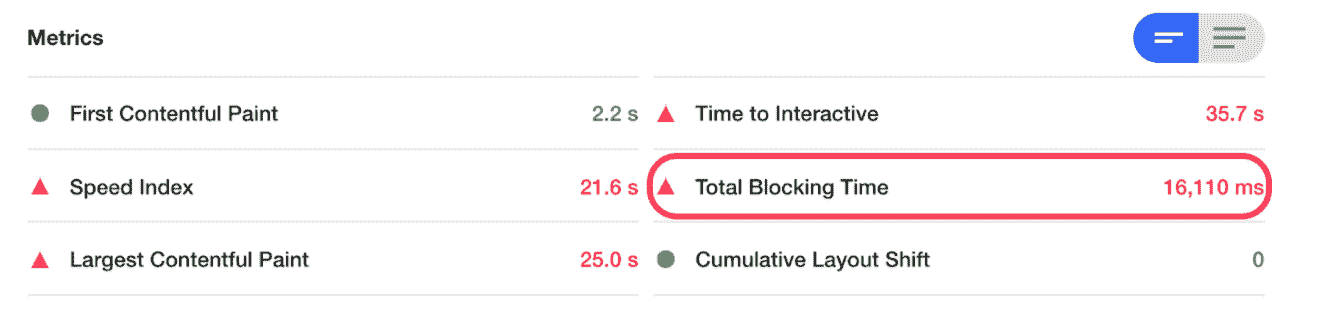 Metrics
First Contentful Paint 2.2 s
Time to Interactive 35.7 s
Speed Index 21.6 s
Total Blocking Time 16,110 ms
Largest Contentful Paint 25.0 s
Cumulative Layout Shift 0